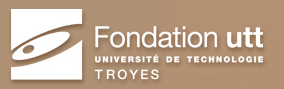 Fondation utt
UNIVERSITÉ DE TECHNOLOGIE
TROYES